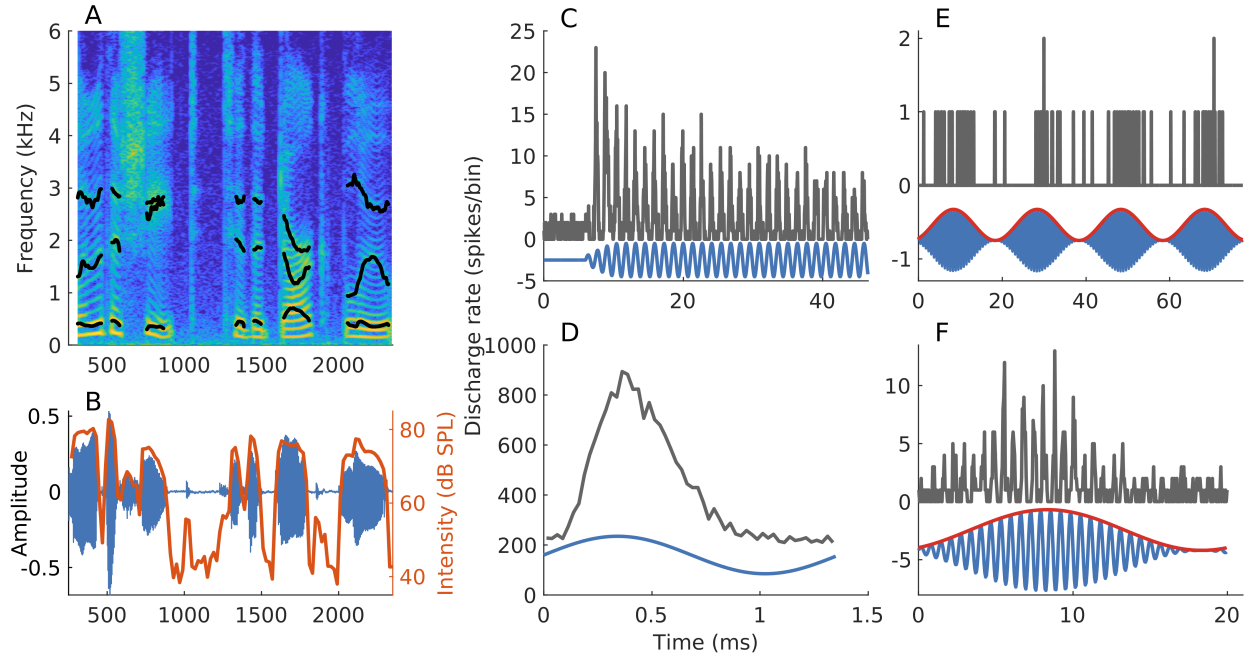 A
6
5
4
3
2
1
0
Frequency (kHz)
500 1000 1500 2000
B
0.5
0
-0.5
Amplitude
80
60
40
Intensity (dB SPL)
500 1000 1500 2000
C
25
20
15
10
5
0
-5
0 20 40
Discharge rate (spikes/bin)
D
1000
800
600
400
200
0
0 0.5 1 1.5
Time (ms)
E
2
1
0
-1
0 20 40 60
F
10
5
0
-5
0 10 20